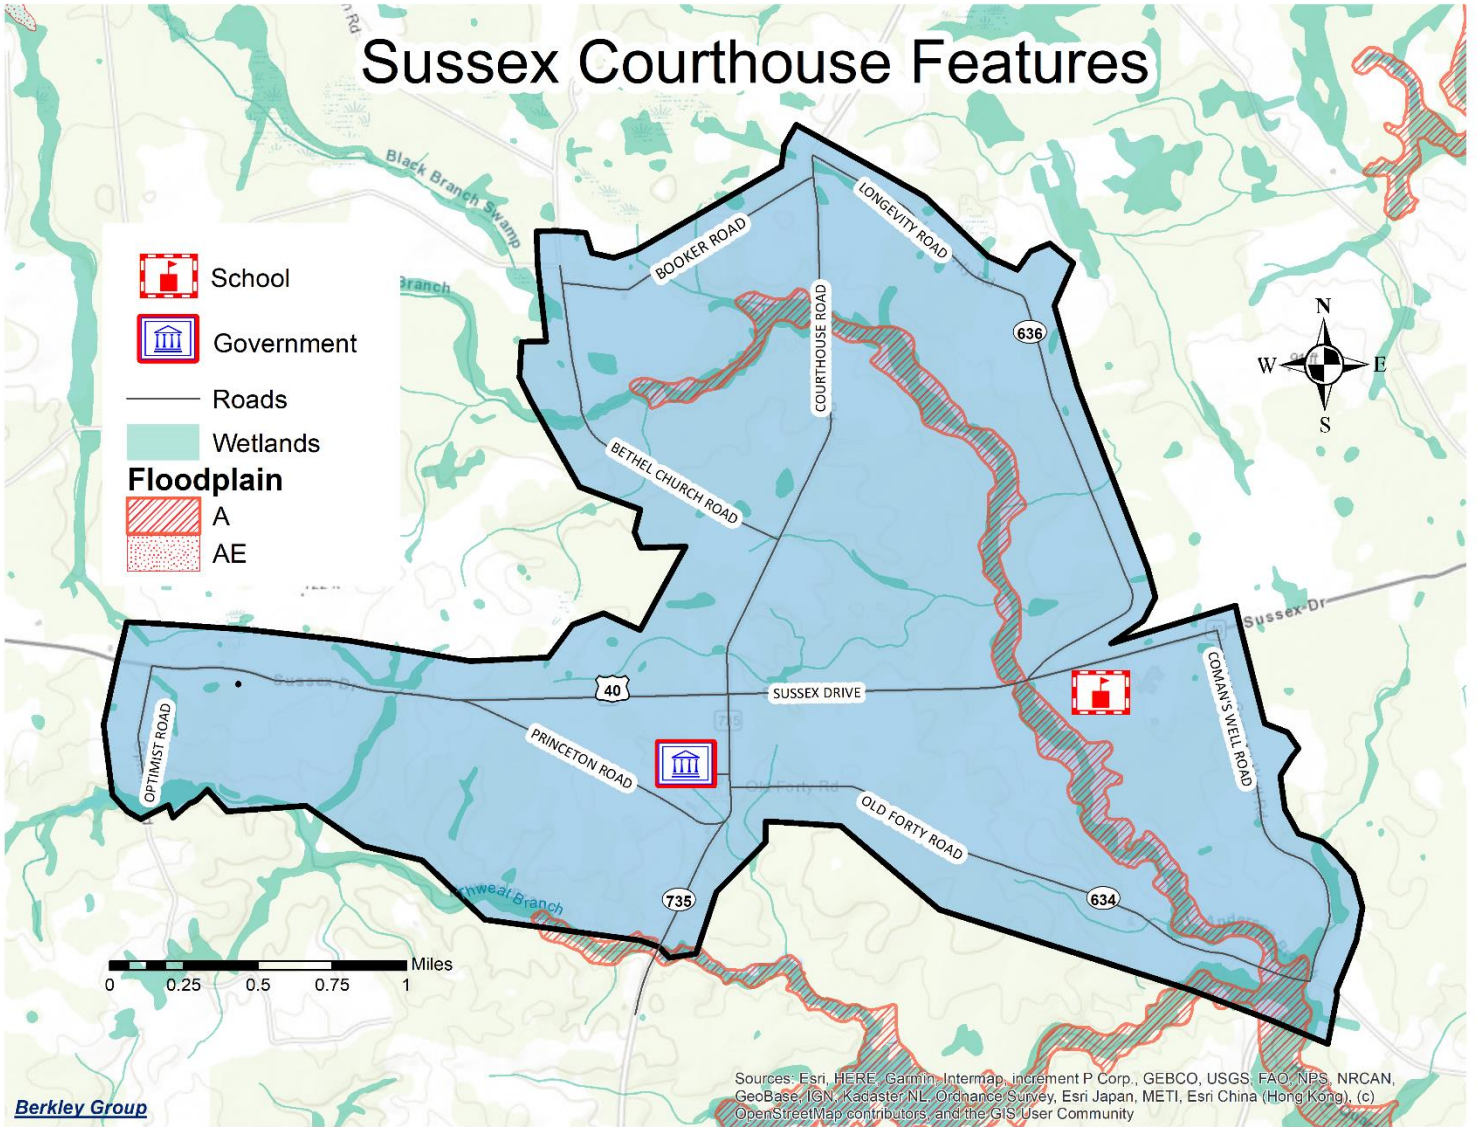 Sussex Courthouse Features
Black Branch Swamp
Branch
School
Government
Roads
Wetlands
Floodplain
A
AE
BOOKER ROAD
LONGEVITY ROAD
COURTHOUSE ROAD
636
N
W
E
S
BETHEL CHURCH ROAD
Sussex-Dr
Sussex-Dr
40
SUSSEX DRIVE
COMAN'S WELL ROAD
OPTIMIST ROAD
PRINCETON ROAD
735
Old Forty Rd
OLD FORTY ROAD
634
735
Miles
0 0.25 0.5 0.75 1
Sources: Esri, HERE, Garmin, Intermap, increment P Corp., GEBCO, USGS, FAO, NPS, NRCAN,
GeoBase, IGN, Kadaster NL, Ordnance Survey, Esri Japan, METI, Esri China (Hong Kong), (c)
OpenStreetMap contributors, and the GIS User Community
Berkley Group